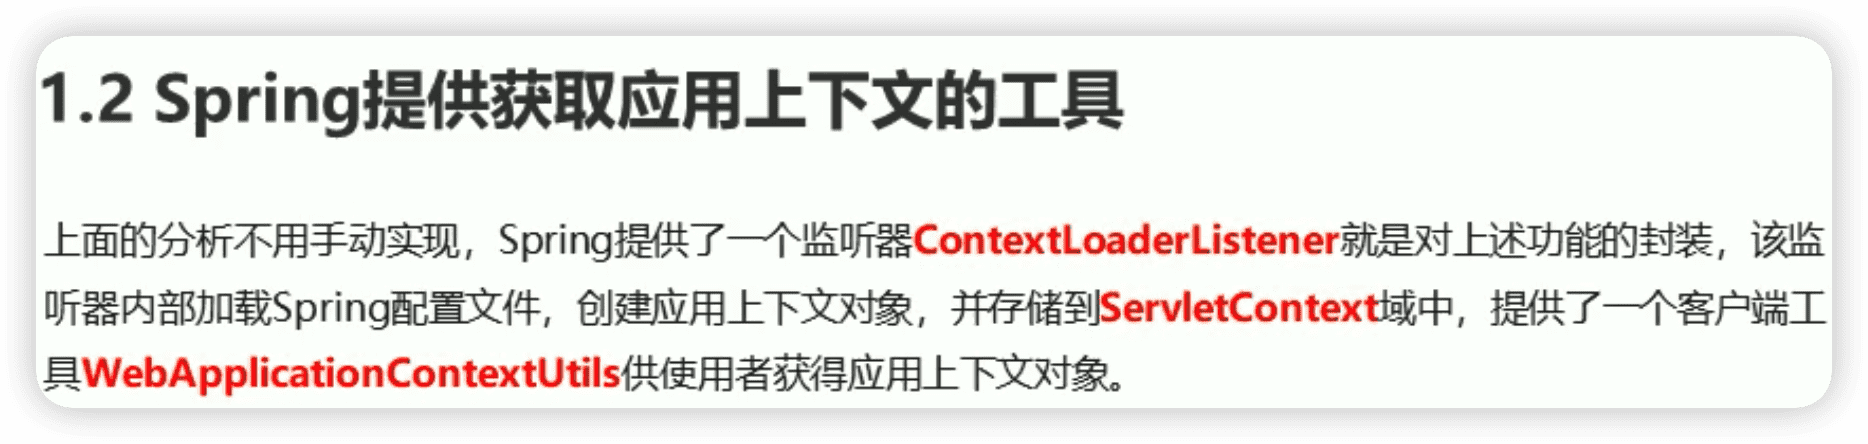 1.2 Spring提供获取应用上下文的工具
上面的分析不用手动实现，Spring提供了一个监听器ContextLoaderListener就是对上述功能的封装，该监
听器内部加载Spring配置文件，创建应用上下文对象，并存储到ServletContext域中，提供了一个客户端工
具WebApplicationContextUtils供使用者获得应用上下文对象。